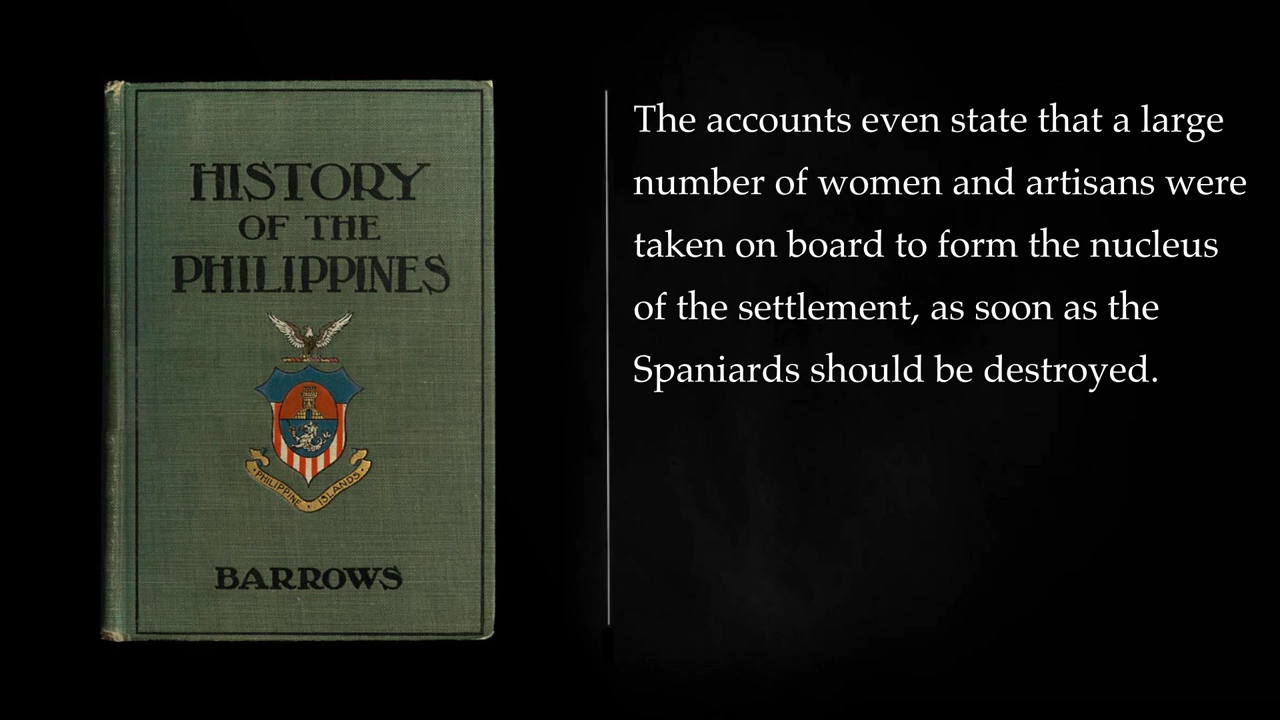 HISTORY
OF THE
PHILIPPINES
PHILIPPINE ISLANDS
BARROWS
The accounts even state that a large
number of women and artisans were
taken on board to form the nucleus
of the settlement, as soon as the
Spaniards should be destroyed.